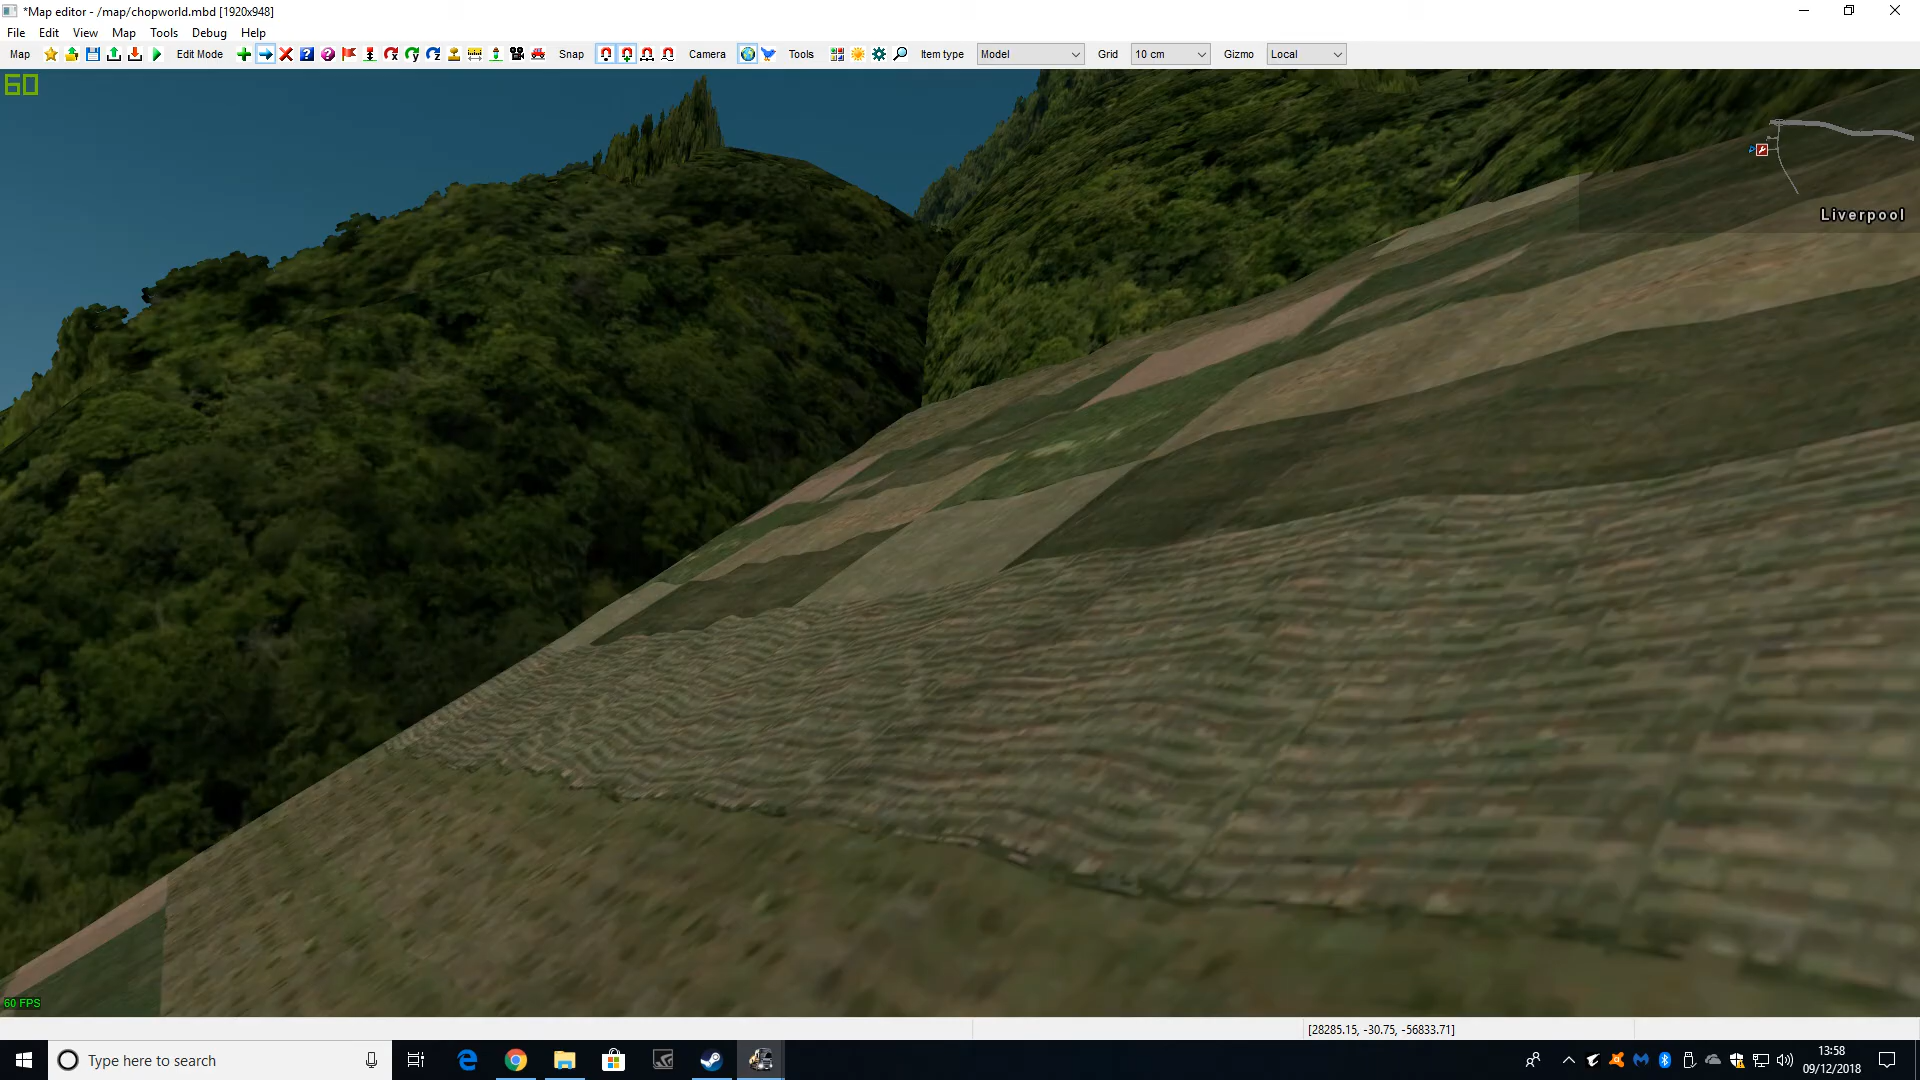 *Map editor - /map/chopworld.mbd [1920x948]
File Edit View Map Tools Debug Help
Map Edit Mode Snap Camera Tools Item type Model Grid 10 cm Gizmo Local
60
Liverpool
60 FPS
[28285.15, -30.75, -56833.71]
Type here to search
13:58
09/12/2018